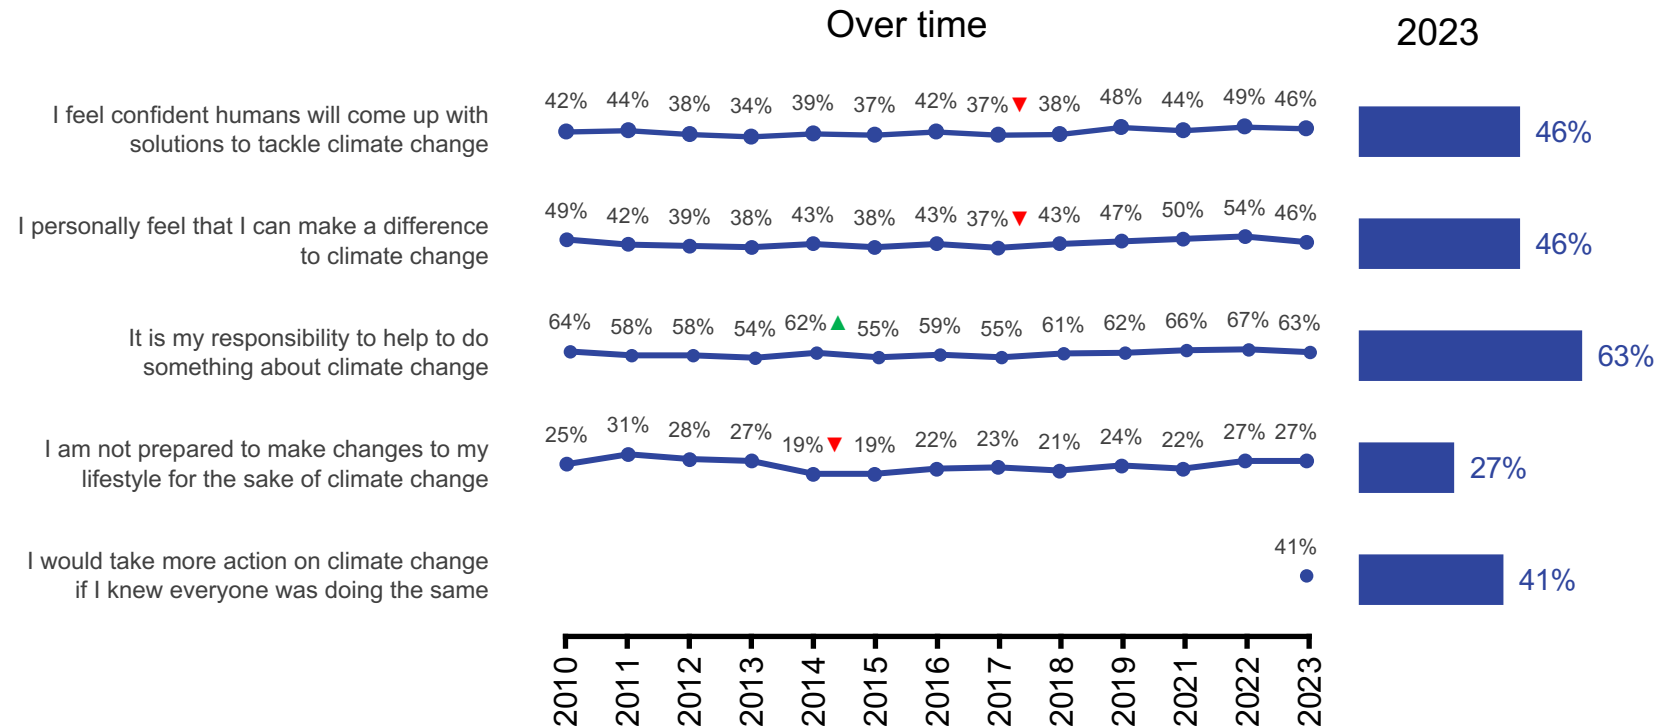 Over time
2023
I feel confident humans will come up with
solutions to tackle climate change
42% 44% 38% 34% 39% 37% 42% 37% ▼ 38% 48% 44% 49% 46%
46%
I personally feel that I can make a difference
to climate change
49% 42% 39% 38% 43% 38% 43% 37% ▼ 43% 47% 50% 54% 46%
46%
It is my responsibility to help to do
something about climate change
64% 58% 58% 54% 62% ▲ 55% 59% 55% 61% 62% 66% 67% 63%
63%
I am not prepared to make changes to my
lifestyle for the sake of climate change
25% 31% 28% 27% 19% ▼ 19% 22% 23% 21% 24% 22% 27% 27%
27%
I would take more action on climate change
if I knew everyone was doing the same
41%
41%
2010 2011 2012 2013 2014 2015 2016 2017 2018 2019 2021 2022 2023